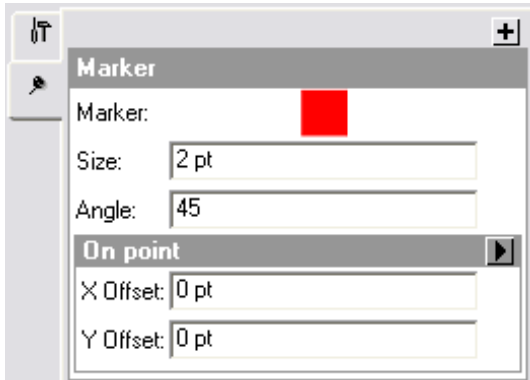 Marker
Marker:
Size: 2 pt
Angle: 45
On point
X Offset: 0 pt
Y Offset: 0 pt